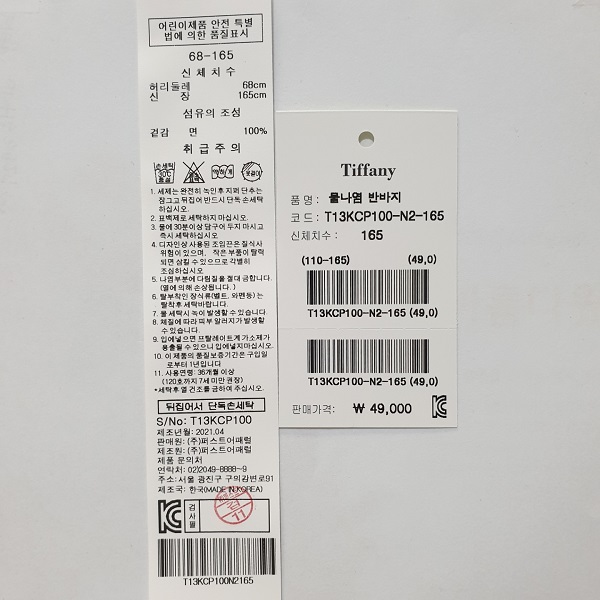 어린이제품 안전 특별
법에 의한 품질표시
68-165
신 체 치 수
허리둘레 68cm
신 장 165cm
섬유의 조성
겉감 면 100%
취 급 주 의
손세탁
30℃
중성
약하게
옷걸이
1. 세제는 완전히 녹인후 지퍼 단추는
잠그고 뒤집어 반드시 단독 손세탁
하십시오.
2. 표백제로 세탁하지 마십시오.
3. 물에 30분이상 담구어 두지 마시고
즉시 세탁하십시오
4. 디자인상 사용된 조임끈은 질식사
위험이 있으며, 작은 부품이 탈락
되면 삼킬 수 있으므로 각별히
조심하십시오
5. 나염부분에 다림질을 절대 금합니다.
(열에 의해 손상됩니다.)
6. 탈부착된 장식류(벨트, 와펜등)는
탈착후 세탁바랍니다.
7. 물 세탁시 녹이 발생할 수 있습니다.
8. 체질에 따라 피부 알러지가 발생할
수 있습니다.
9. 입에넣으면 프탈레이트계 가소제가
용출될 수 있으니 입에넣지마십시오.
10. 이 제품의 품질보증기간은 구입일
로부터 1년입니다
11. 사용연령: 36개월 이상
(120호까지 7세 미만 권장)
*세탁후 열 건조를 금하여 주십시오.
뒤집어서 단독손세탁
S/No: T13KCP100
제조년월: 2021.04
판매원: (주)퍼스트어패럴
제조원: (주)퍼스트어패럴
제품 문의처
연락처: 02)2049-8888~9
주소: 서울 광진구 구의강변로91
제조국: 한국(MADE IN KOREA)
KC
검사필
11
T13KCP100N2165
Tiffany
품 명 : 물나염 반바지
코 드 : T13KCP100-N2-165
신체치수 : 165
(110-165) (49,0)
T13KCP100-N2-165 (49,0)
T13KCP100-N2-165 (49,0)
판매가격: ₩ 49,000
KC